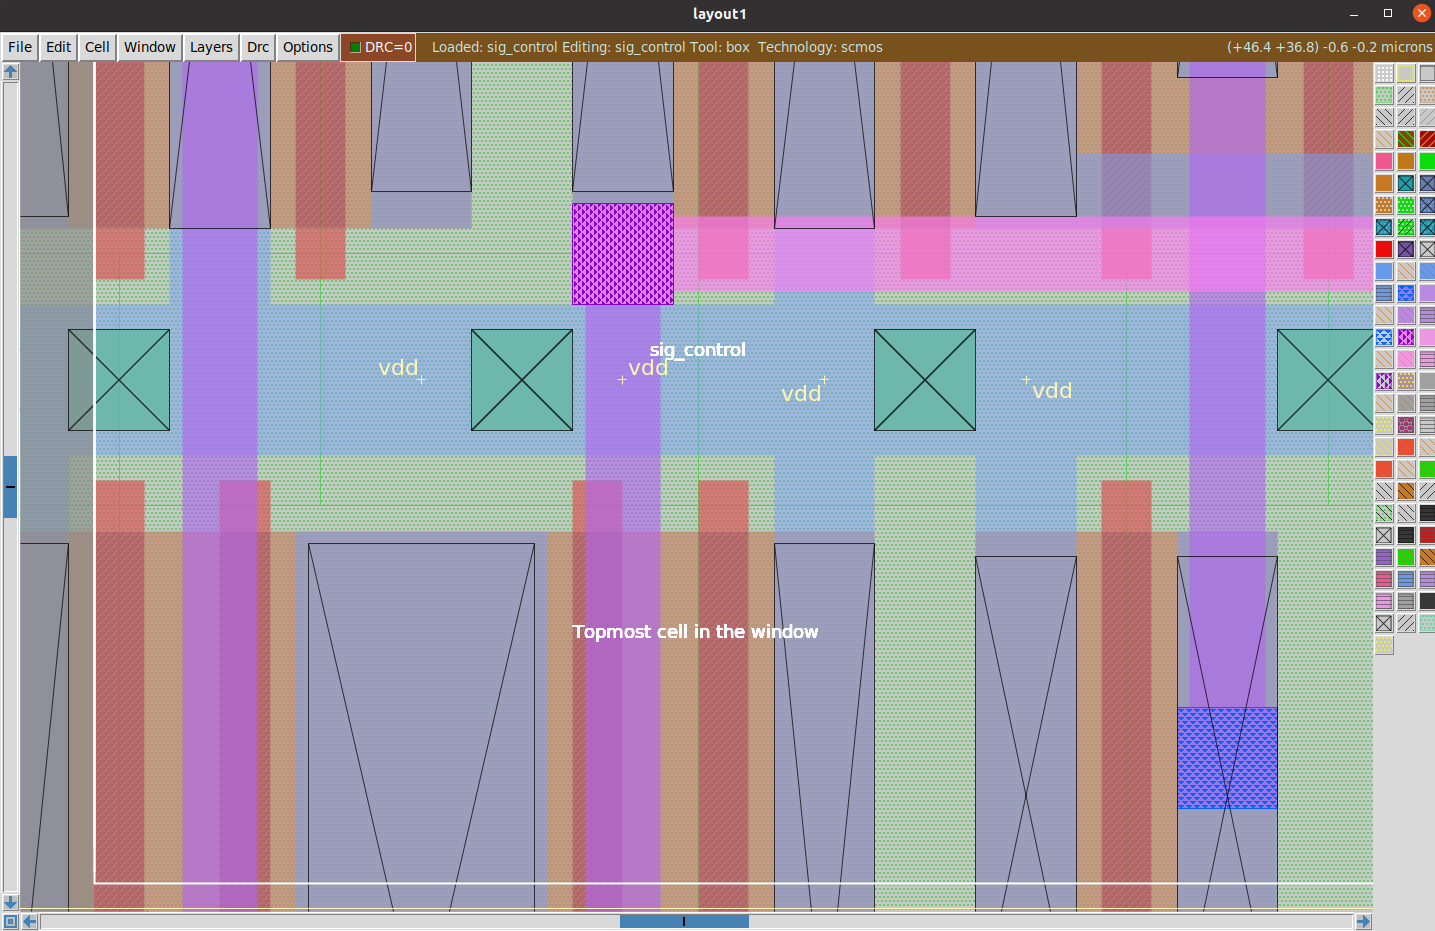 layout1
File Edit Cell Window Layers Drc Options DRC=0 Loaded: sig_control Editing: sig_control Tool: box Technology: scmos (+46.4 +36.8) -0.6 -0.2 microns
sig_control
vdd vdd
vdd vdd
Topmost cell in the window